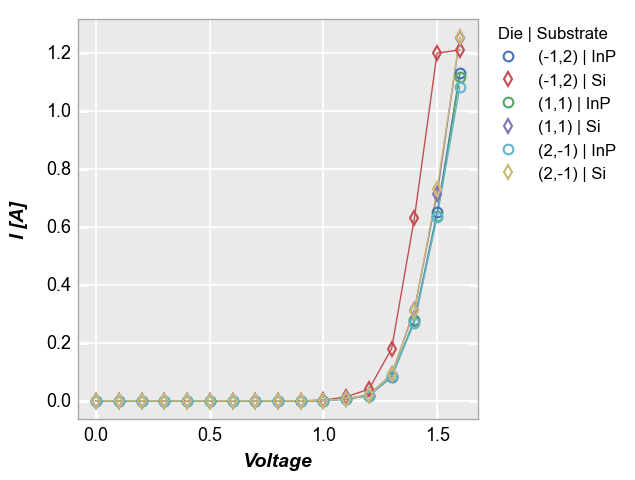 Die | Substrate
(-1,2) | InP
(-1,2) | Si
(1,1) | InP
(1,1) | Si
(2,-1) | InP
(2,-1) | Si
I [A]
1.2
1.0
0.8
0.6
0.4
0.2
0.0
0.0 0.5 1.0 1.5
Voltage